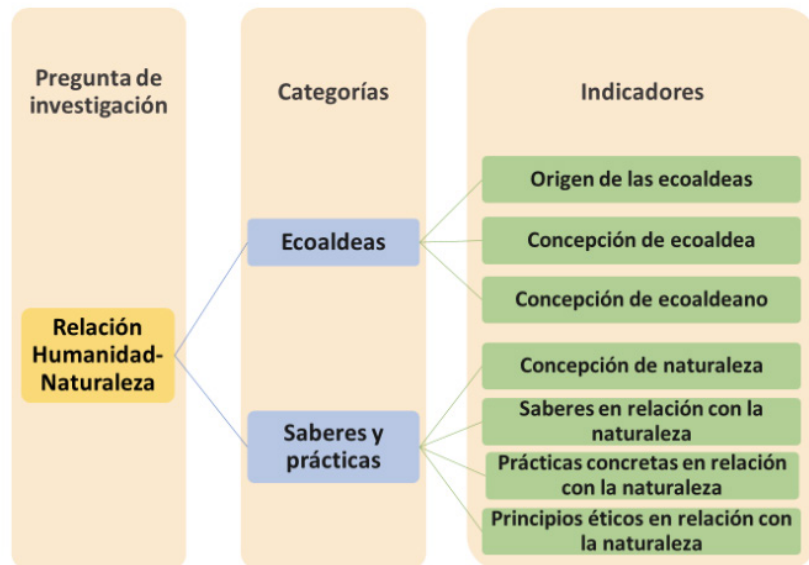 Pregunta de
investigación
Categorías
Indicadores
Relación
Humanidad-
Naturaleza
Ecoaldeas
Saberes y
prácticas
Origen de las ecoaldeas
Concepción de ecoaldea
Concepción de ecoaldeano
Concepción de naturaleza
Saberes en relación con la
naturaleza
Prácticas concretas en relación
con la naturaleza
Principios éticos en relación con
la naturaleza